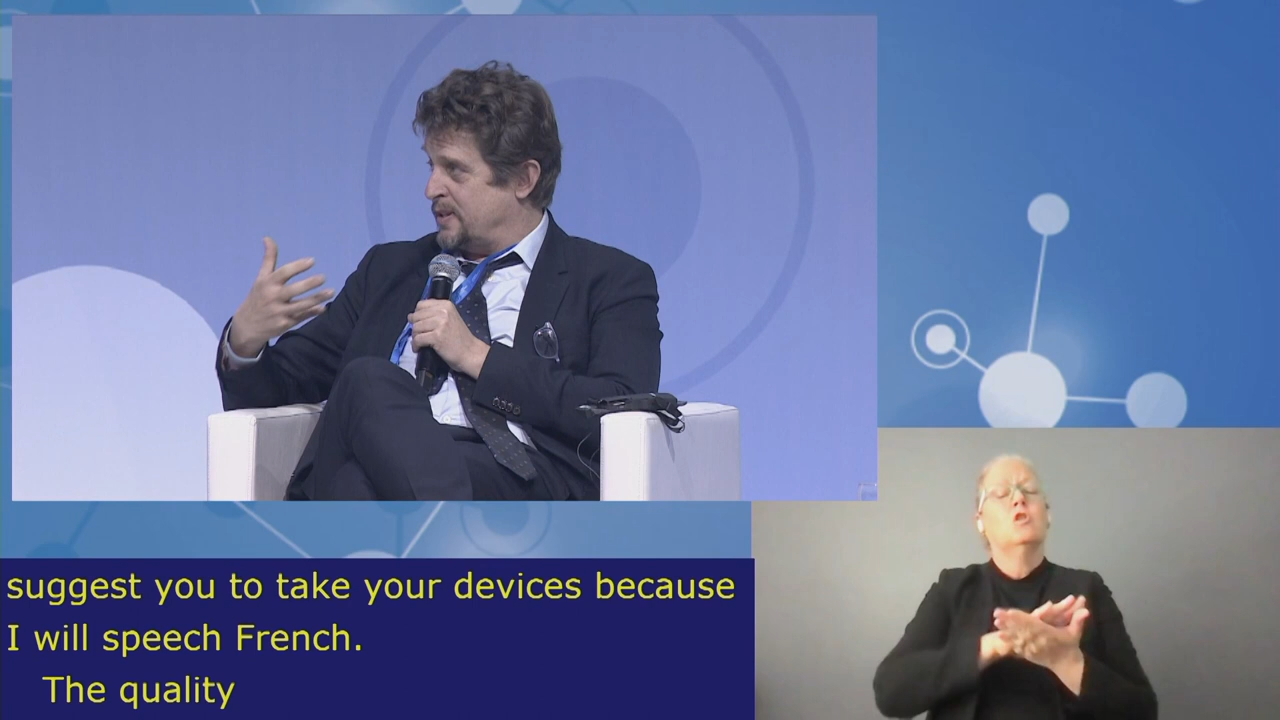 suggest you to take your devices because
I will speech French.
The quality